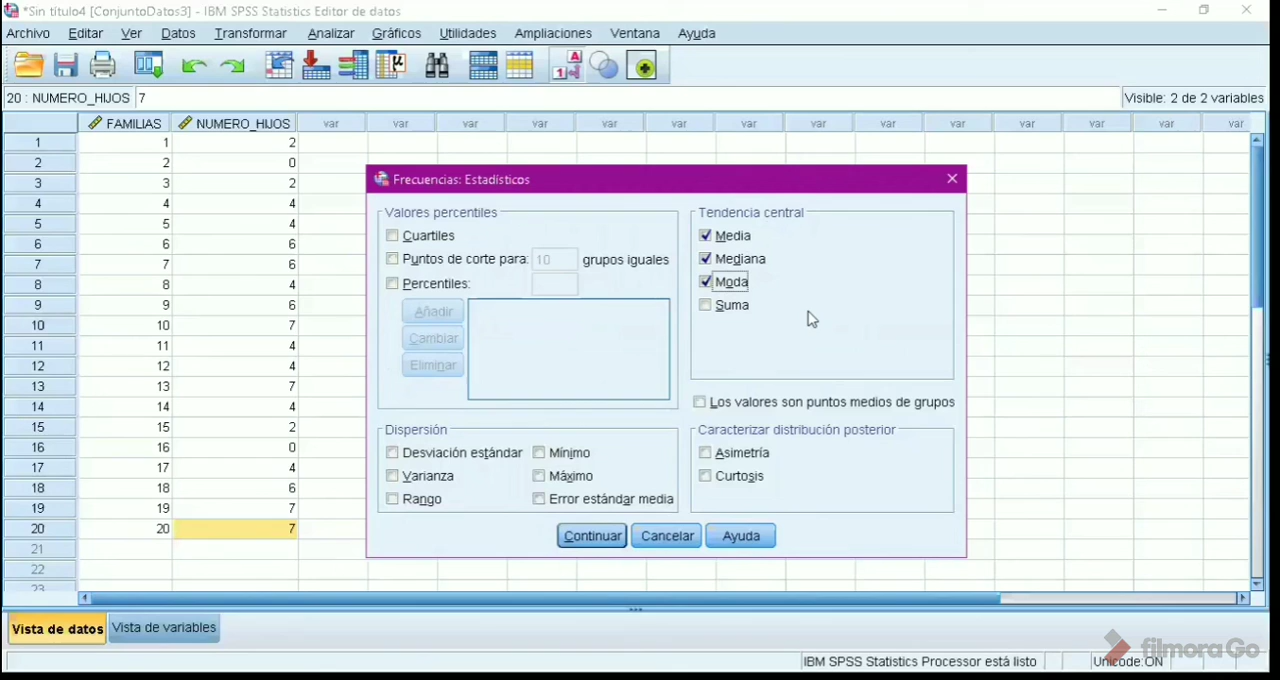 *Sin título4 [ConjuntoDatos3] - IBM SPSS Statistics Editor de datos
Archivo Editar Ver Datos Transformar Analizar Gráficos Utilidades Ampliaciones Ventana Ayuda
20 : NUMERO_HIJOS 7 Visible: 2 de 2 variables
FAMILIAS NUMERO_HIJOS var var var var var var var var var var var var var var
1 1 2
2 2 0
3 3 2
4 4 4
5 5 4
6 6 6
7 7 6
8 8 4
9 9 6
10 10 7
11 11 4
12 12 4
13 13 7
14 14 4
15 15 2
16 16 0
17 17 4
18 18 6
19 19 7
20 20 7
21
22
23
Frecuencias: Estadísticos
Valores percentiles
Cuartiles
Puntos de corte para: 10 grupos iguales
Percentiles:
Añadir
Cambiar
Eliminar
Tendencia central
Media
Mediana
Moda
Suma
Los valores son puntos medios de grupos
Dispersión
Desviación estándar Mínimo
Varianza Máximo
Rango Error estándar media
Caracterizar distribución posterior
Asimetría
Curtosis
Continuar Cancelar Ayuda
Vista de datos Vista de variables
IBM SPSS Statistics Processor está listo Unicode:ON
filmoraGo